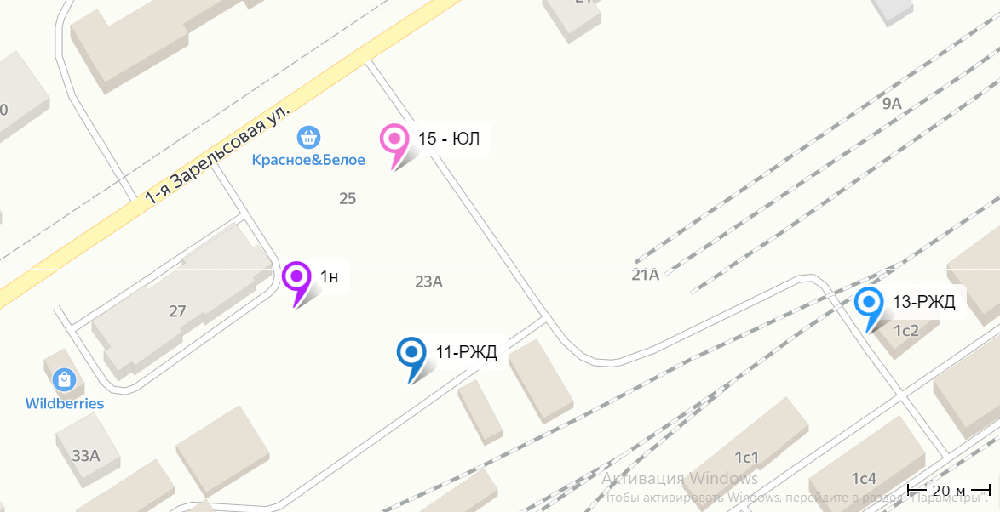 9А
0
1-я Зарельсовая ул.
15 - ЮЛ
Красное&Белое
25
1н
23А
21А
27
13-РЖД
1с2
11-РЖД
Wildberries
33А
1с1
1с4
Активация Windows
Чтобы активировать Windows, перейдите в раздел "Параметры".
20 м